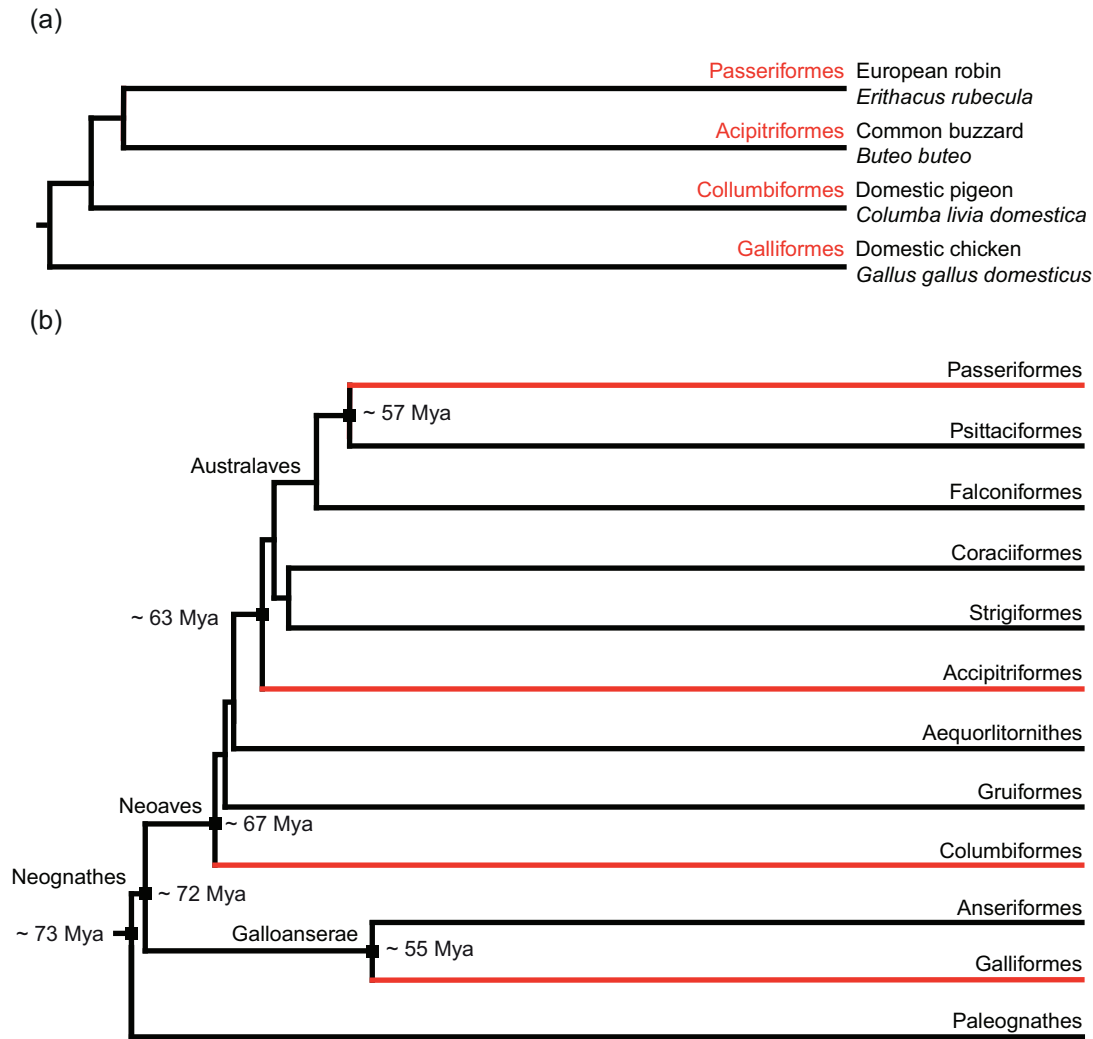 (a)
Passeriformes European robin
Erithacus rubecula
Acipitriformes Common buzzard
Buteo buteo
Collumbiformes Domestic pigeon
Columba livia domestica
Galliformes Domestic chicken
Gallus gallus domesticus
(b)
Passeriformes
~ 57 Mya
Psittaciformes
Australaves
Falconiformes
Coraciiformes
~ 63 Mya
Strigiformes
Accipitriformes
Aequorlitornithes
Gruiformes
Neoaves
~ 67 Mya
Columbiformes
Neognathes
~ 72 Mya
Anseriformes
~ 73 Mya
Galloanserae
~ 55 Mya
Galliformes
Paleognathes